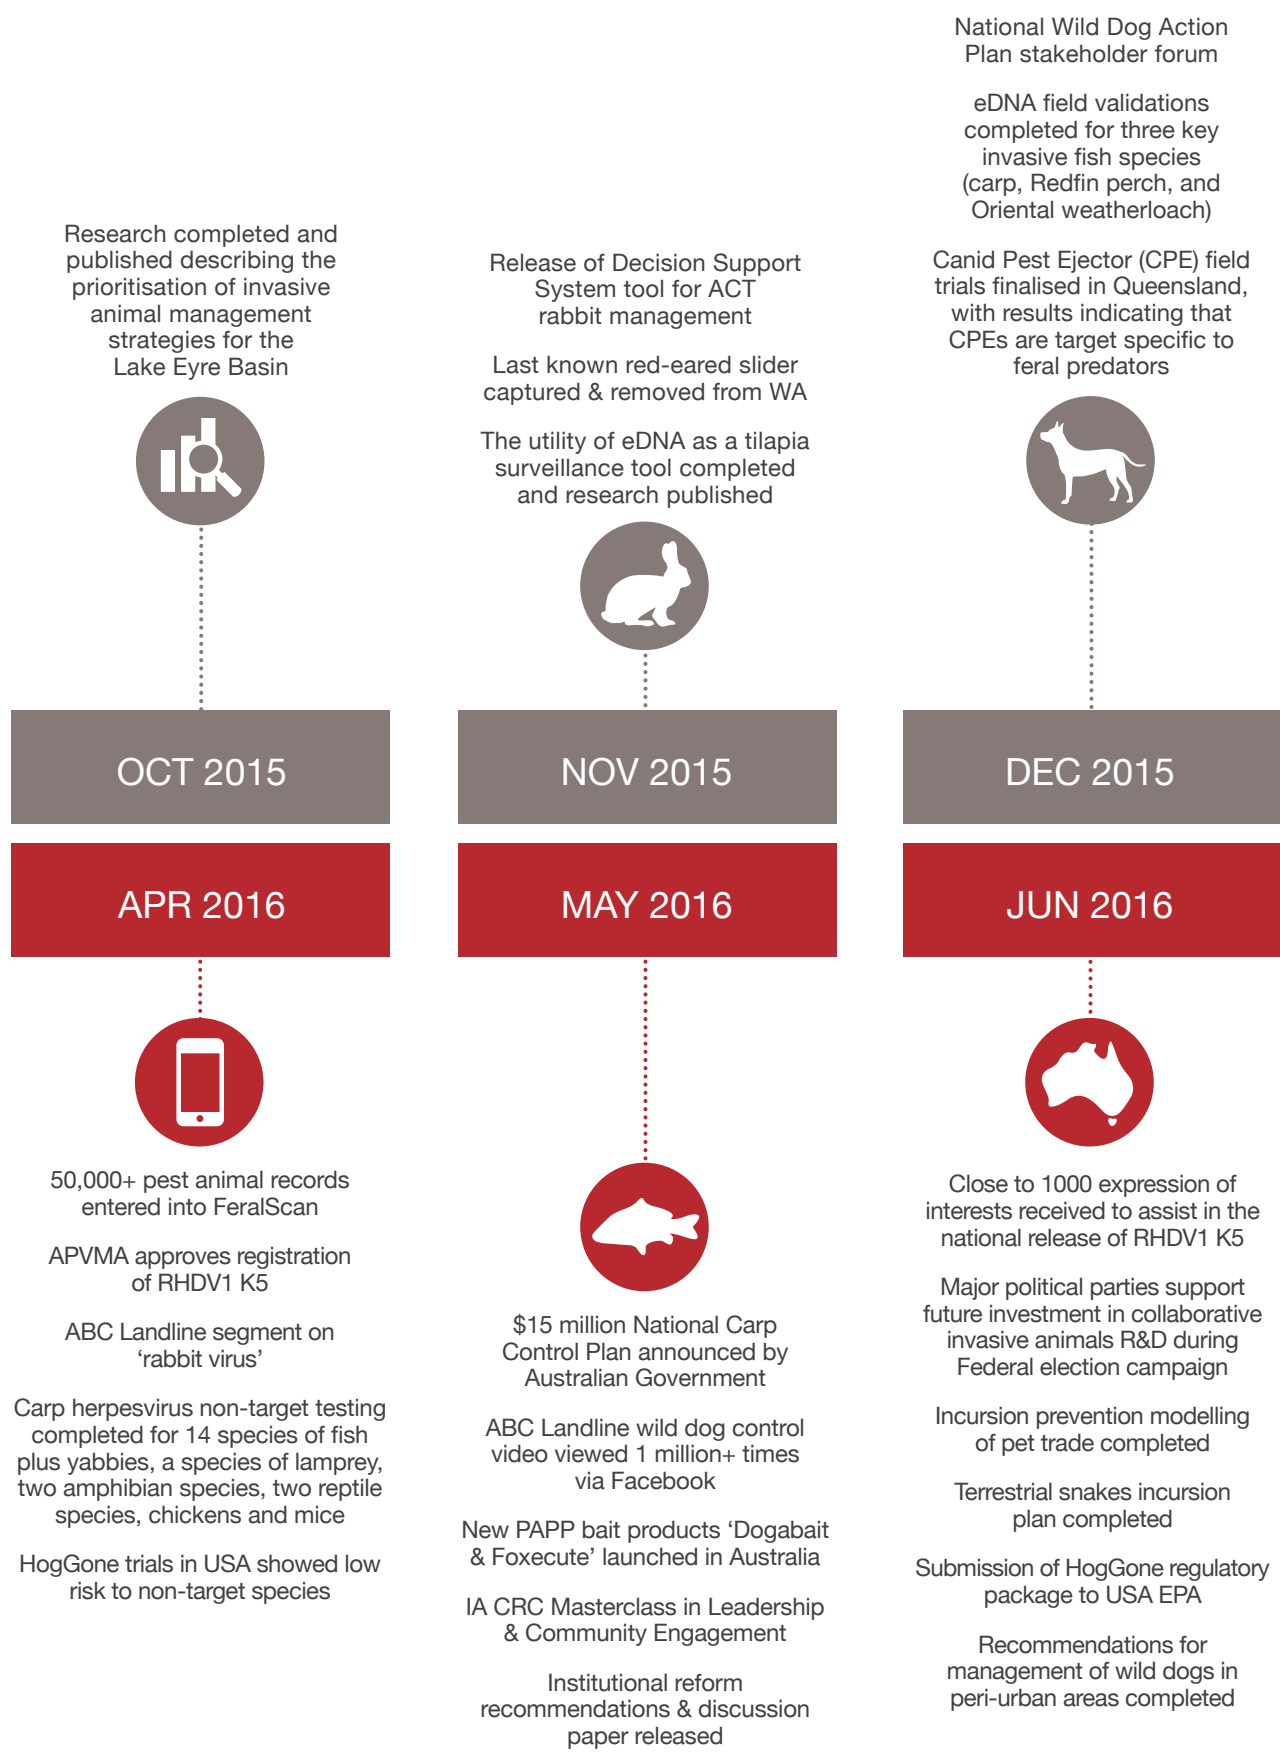 Research completed and
published describing the
prioritisation of invasive
animal management
strategies for the
Lake Eyre Basin
Release of Decision Support
System tool for ACT
rabbit management
Last known red-eared slider
captured & removed from WA
The utility of eDNA as a tilapia
surveillance tool completed
and research published
National Wild Dog Action
Plan stakeholder forum
eDNA field validations
completed for three key
invasive fish species
(carp, Redfin perch, and
Oriental weatherloach)
Canid Pest Ejector (CPE) field
trials finalised in Queensland,
with results indicating that
CPEs are target specific to
feral predators
OCT 2015
NOV 2015
DEC 2015
APR 2016
MAY 2016
JUN 2016
50,000+ pest animal records
entered into FeralScan
APVMA approves registration
of RHDV1 K5
ABC Landline segment on
‘rabbit virus’
Carp herpesvirus non-target testing
completed for 14 species of fish
plus yabbies, a species of lamprey,
two amphibian species, two reptile
species, chickens and mice
HogGone trials in USA showed low
risk to non-target species
$15 million National Carp
Control Plan announced by
Australian Government
ABC Landline wild dog control
video viewed 1 million+ times
via Facebook
New PAPP bait products ‘Dogabait
& Foxecute’ launched in Australia
IA CRC Masterclass in Leadership
& Community Engagement
Institutional reform
recommendations & discussion
paper released
Close to 1000 expression of
interests received to assist in the
national release of RHDV1 K5
Major political parties support
future investment in collaborative
invasive animals R&D during
Federal election campaign
Incursion prevention modelling
of pet trade completed
Terrestrial snakes incursion
plan completed
Submission of HogGone regulatory
package to USA EPA
Recommendations for
management of wild dogs in
peri-urban areas completed